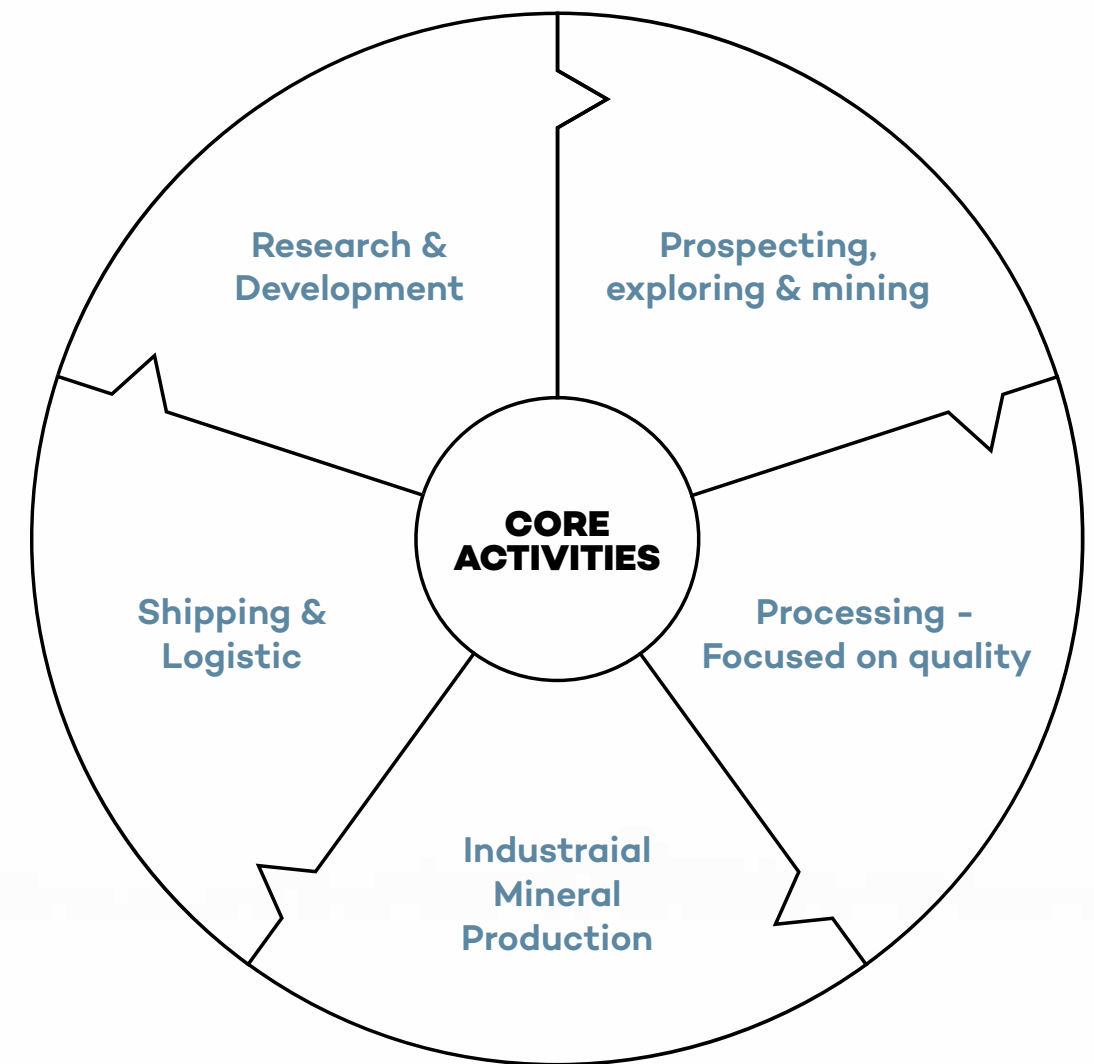 Research &
Development
Prospecting,
exploring & mining
CORE
ACTIVITIES
Shipping &
Logistic
Processing -
Focused on quality
Industraial
Mineral
Production